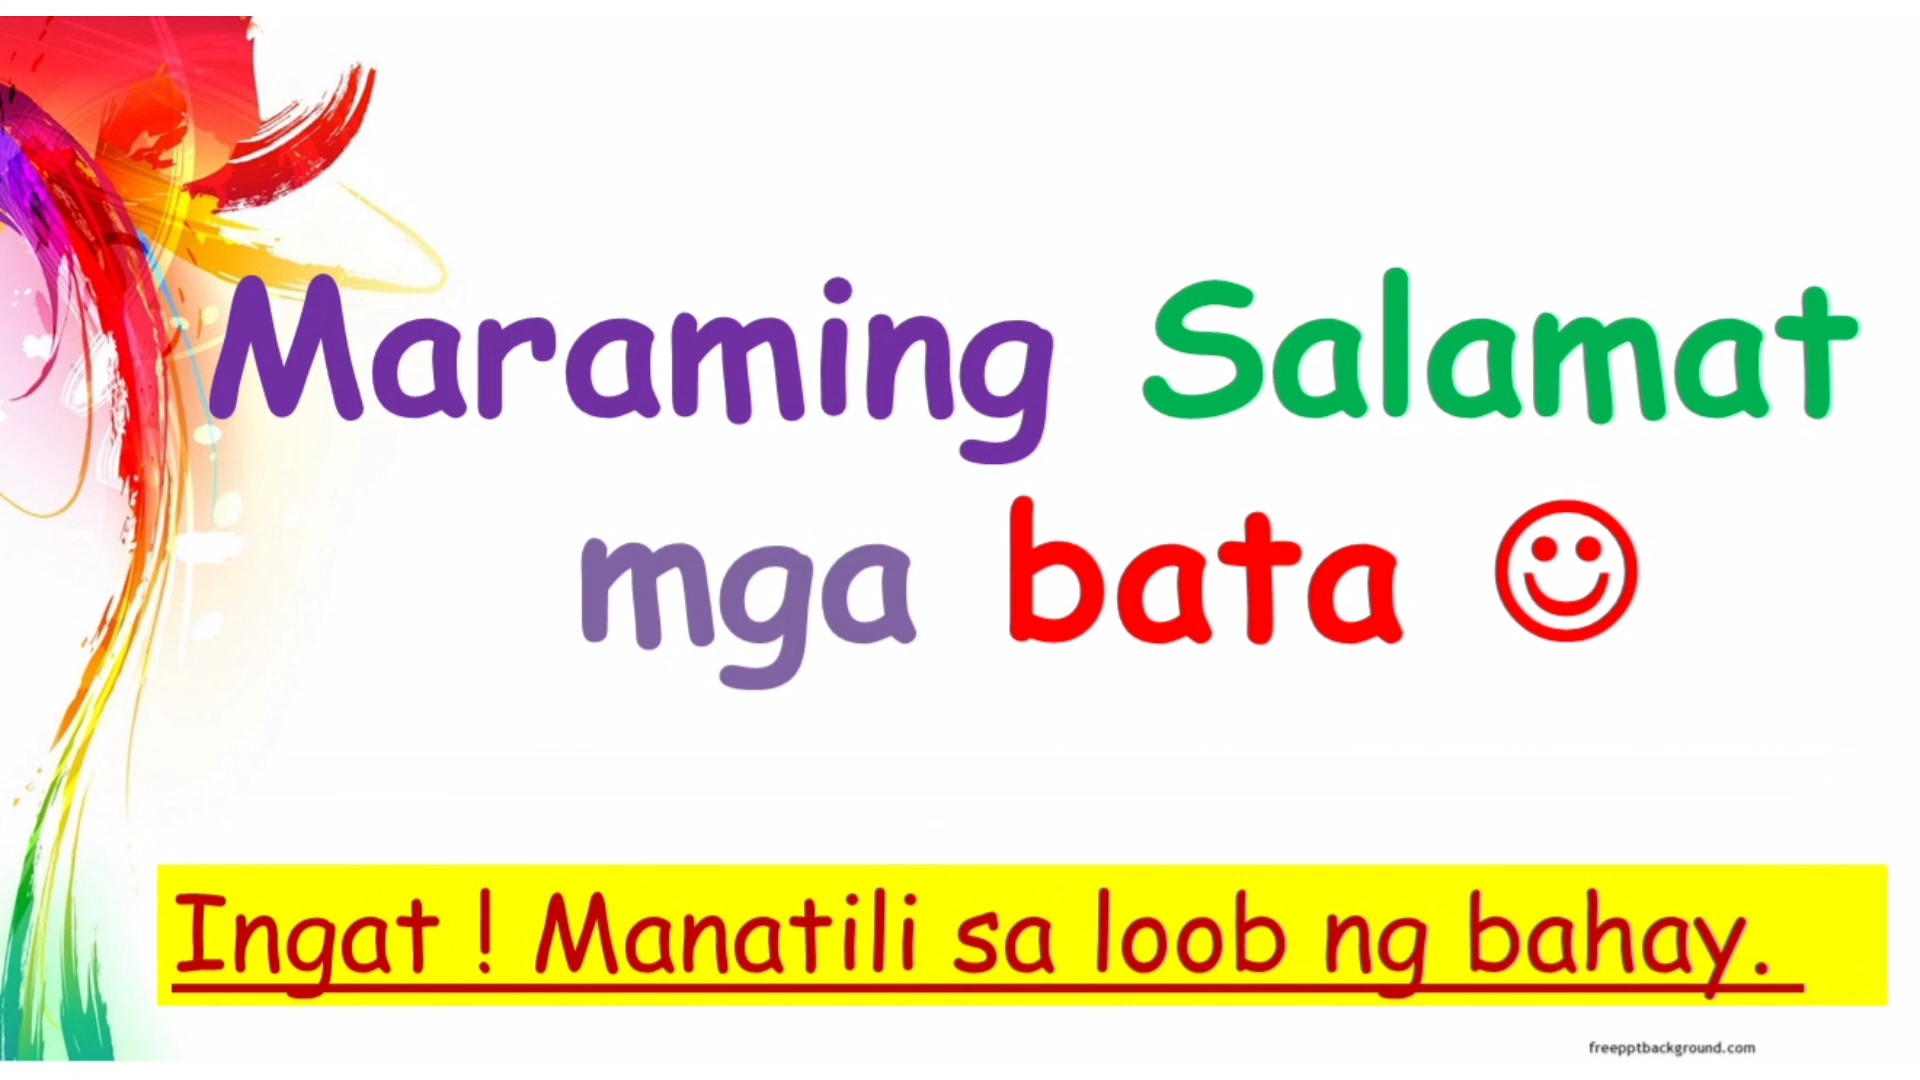 Maraming Salamat
mga bata ☺
Ingat ! Manatili sa loob ng bahay.
freepptbackground.com